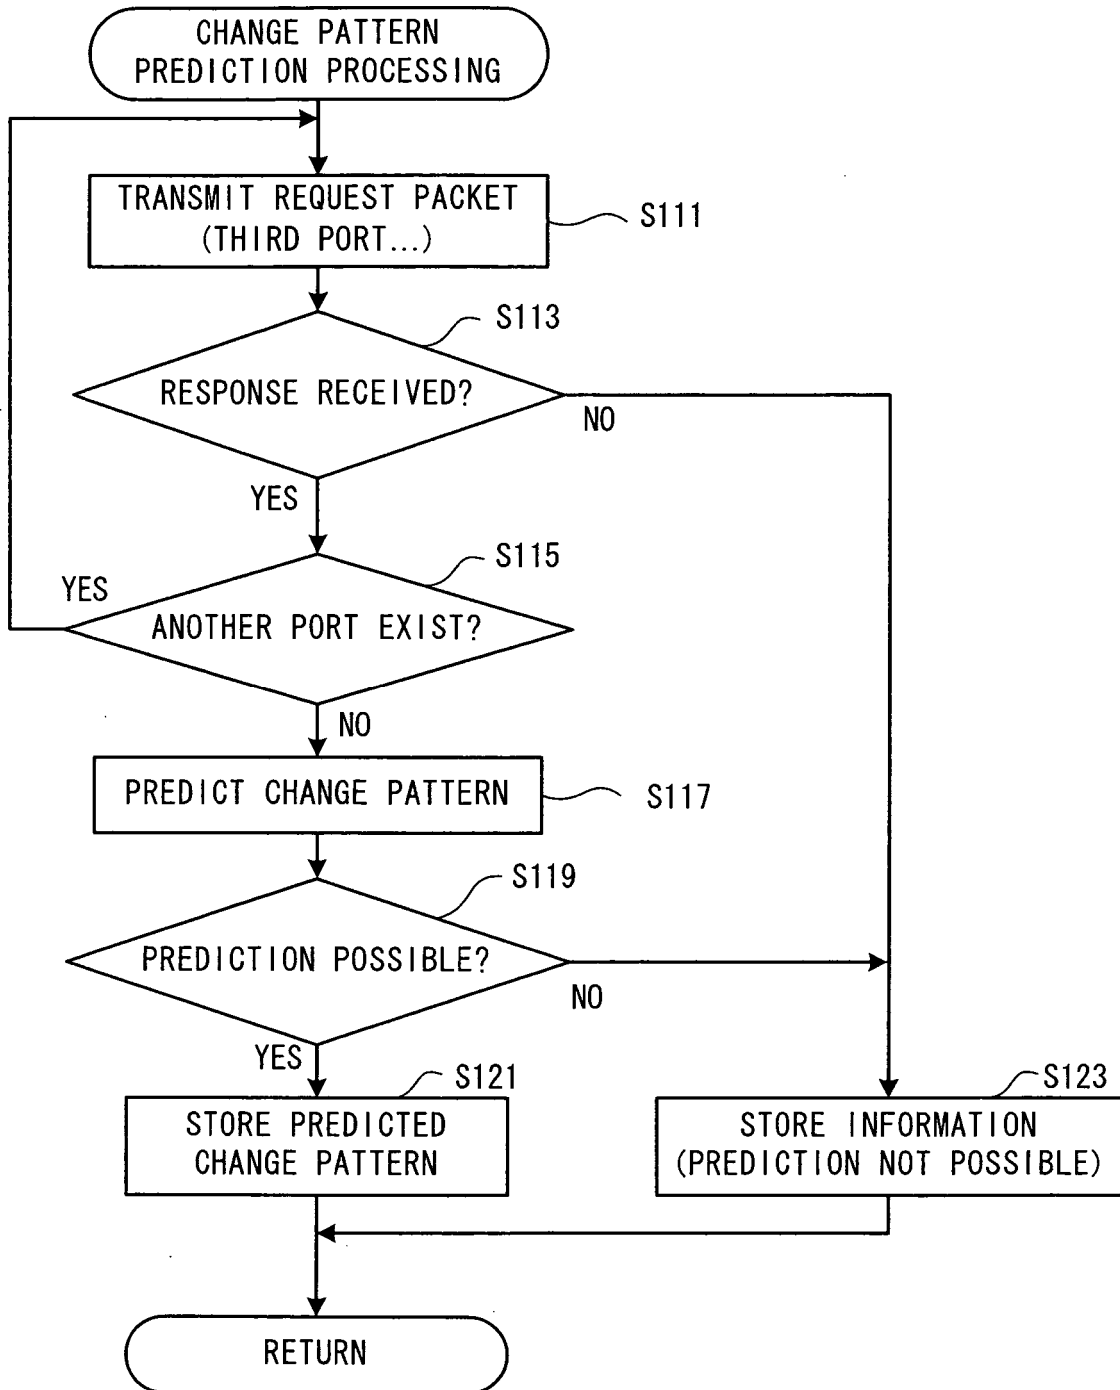 CHANGE PATTERN
PREDICTION PROCESSING
TRANSMIT REQUEST PACKET
(THIRD PORT...)
S111
S113
RESPONSE RECEIVED?
NO
YES
S115
YES
ANOTHER PORT EXIST?
NO
PREDICT CHANGE PATTERN
S117
S119
PREDICTION POSSIBLE?
NO
YES
S121
S123
STORE PREDICTED
CHANGE PATTERN
STORE INFORMATION
(PREDICTION NOT POSSIBLE)
RETURN